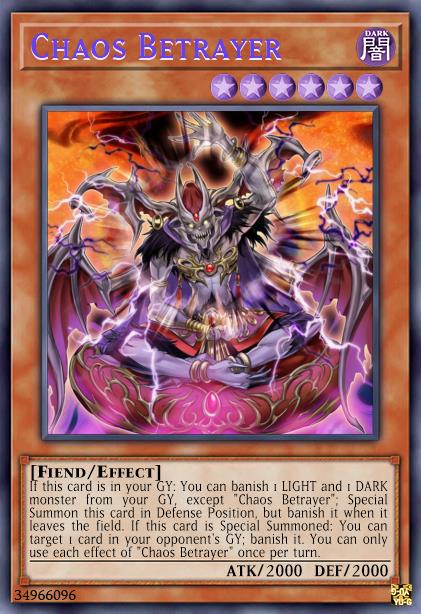 Chaos Betrayer
DARK
闇
[Fiend/Effect]
If this card is in your GY: You can banish 1 LIGHT and 1 DARK
monster from your GY, except "Chaos Betrayer"; Special
Summon this card in Defense Position, but banish it when it
leaves the field. If this card is Special Summoned: You can
target 1 card in your opponent's GY; banish it. You can only
use each effect of "Chaos Betrayer" once per turn.
ATK/2000 DEF/2000
34966096